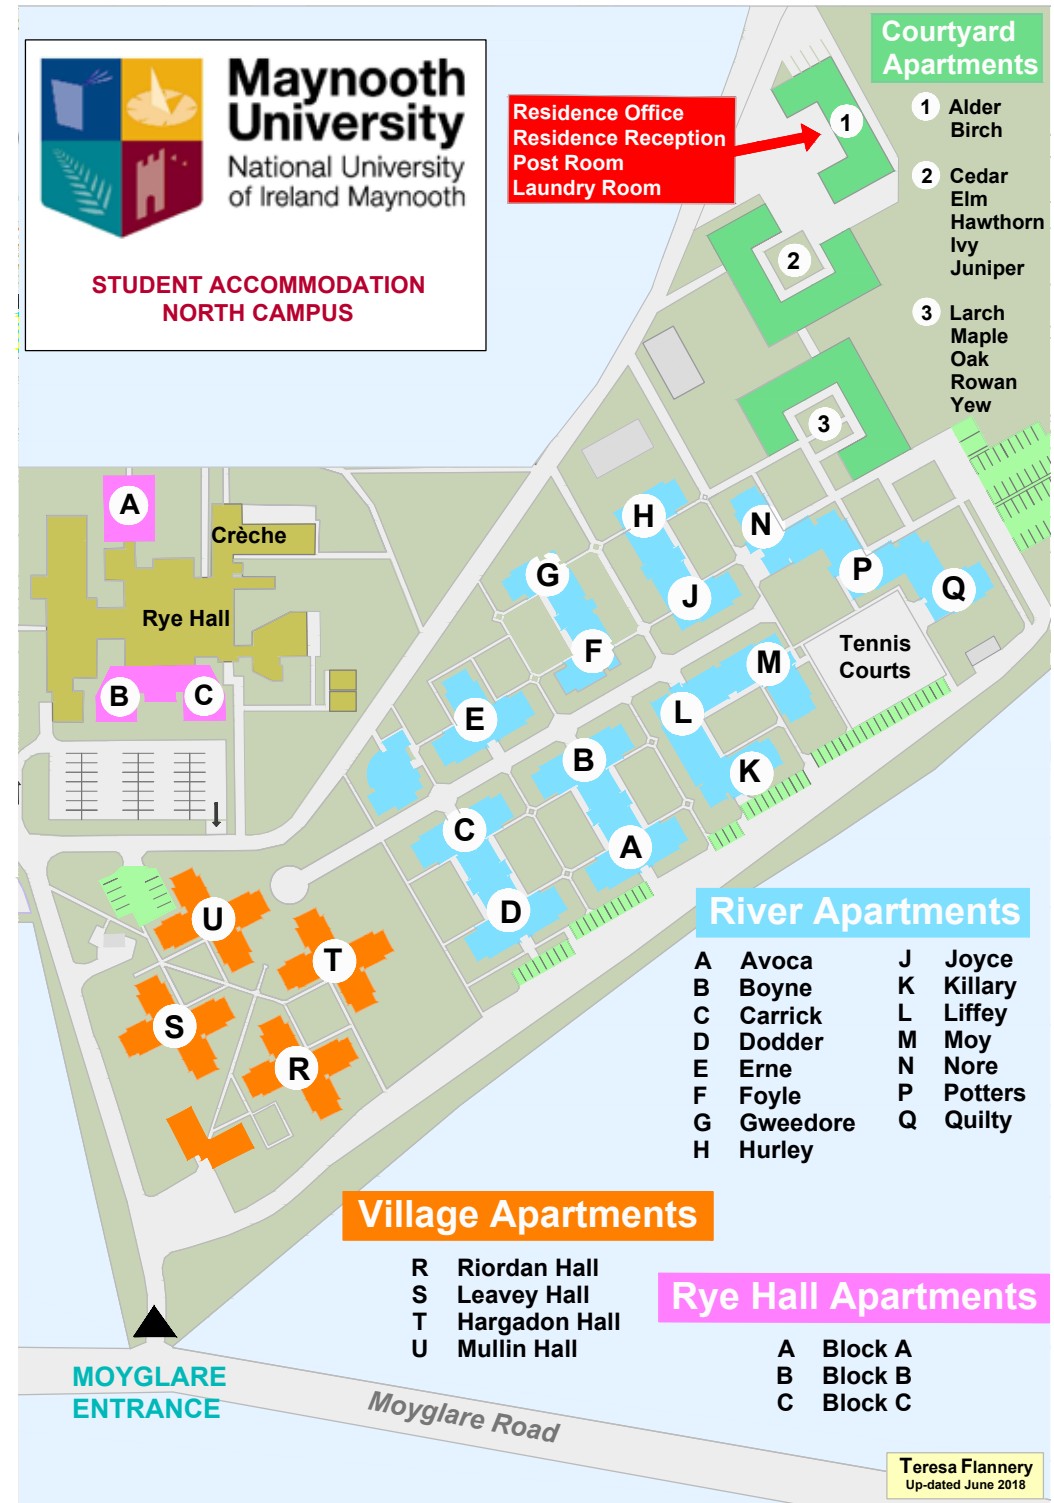 Maynooth
University
National University
of Ireland Maynooth
STUDENT ACCOMMODATION
NORTH CAMPUS
Residence Office
Residence Reception
Post Room
Laundry Room
Courtyard
Apartments
1 Alder
Birch
2 Cedar
Elm
Hawthorn
Ivy
Juniper
3 Larch
Maple
Oak
Rowan
Yew
1
2
3
A
Crèche
Rye Hall
B
C
H
N
G
J
P
Q
F
M
Tennis
Courts
E
L
B
K
C
A
D
U
T
S
R
River Apartments
A Avoca
B Boyne
C Carrick
D Dodder
E Erne
F Foyle
G Gweedore
H Hurley
J Joyce
K Killary
L Liffey
M Moy
N Nore
P Potters
Q Quilty
Village Apartments
R Riordan Hall
S Leavey Hall
T Hargadon Hall
U Mullin Hall
Rye Hall Apartments
A Block A
B Block B
C Block C
MOYGLARE
ENTRANCE
Moyglare Road
Teresa Flannery
Up-dated June 2018